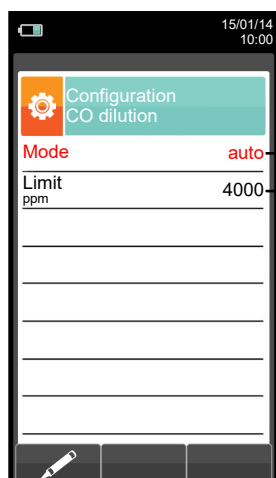 15/01/14
10:00
Configuration
CO dilution
Mode auto
Limit 4000
ppm